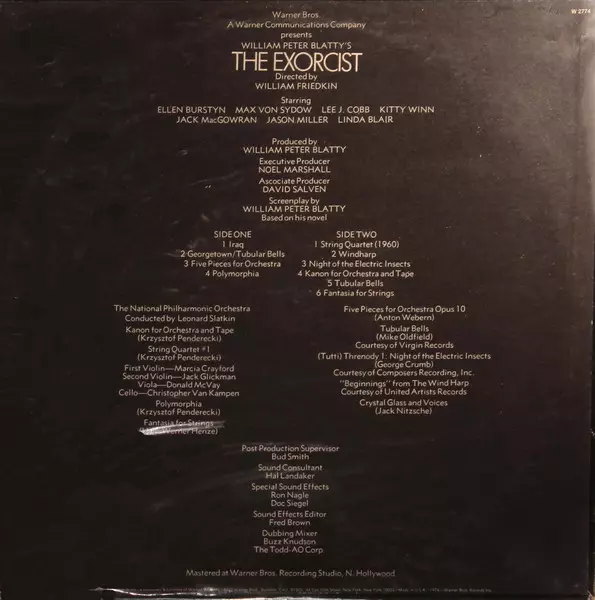 W 2774
Warner Bros.
A Warner Communications Company
presents
WILLIAM PETER BLATTY'S
THE EXORCIST
Directed by
WILLIAM FRIEDKIN
Starring
ELLEN BURSTYN MAX VON SYDOW LEE J. COBB KITTY WINN
JACK MacGOWRAN JASON MILLER LINDA BLAIR
Produced by
WILLIAM PETER BLATTY
Executive Producer
NOEL MARSHALL
Ascociate Producer
DAVID SALVEN
Screenplay by
WILLIAM PETER BLATTY
Based on his novel
SIDE ONE
1 Iraq
2 Georgetown/Tubular Bells
3 Five Pieces for Orchestra
4 Polymorphia
SIDE TWO
1 String Quartet (1960)
2 Windharp
3 Night of the Electric Insects
4 Kanon for Orchestra and Tape
5 Tubular Bells
6 Fantasia for Strings
The National Philharmonic Orchestra
Conducted by Leonard Slatkin
Kanon for Orchestra and Tape
(Krzysztof Penderecki)
String Quartet #1
(Krzysztof Penderecki)
First Violin—Marcia Crayford
Second Violin—Jack Glickman
Viola—Donald McVay
Cello—Christopher Van Kampen
Polymorphia
(Krzysztof Penderecki)
Fantasia for Strings
Werner Henze)
Five Pieces for Orchestra Opus 10
(Anton Webern)
Tubular Bells
(Mike Oldfield)
Courtesy of Virgin Records
(Tutti) Threnody 1: Night of the Electric Insects
(George Crumb)
Courtesy of Composers Recording, Inc.
"Beginnings" from The Wind Harp
Courtesy of United Artists Records
Crystal Glass and Voices
(Jack Nitzsche)
Post Production Supervisor
Bud Smith
Sound Consultant
Hal Landaker
Special Sound Effects
Ron Nagle
Doc Siegel
Sound Effects Editor
Fred Brown
Dubbing Mixer
Buzz Knudson
The Todd-AO Corp.
Mastered at Warner Bros. Recording Studio, N. Hollywood